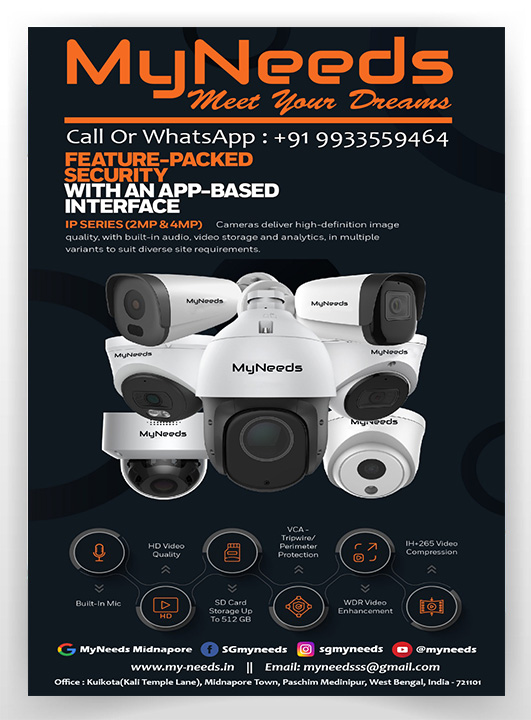 MyNeeds
Meet Your Dreams
Call Or WhatsApp : +91 9933559464
FEATURE-PACKED
SECURITY
WITH AN APP-BASED
INTERFACE
IP SERIES (2MP & 4MP) Cameras deliver high-definition image
quality, with built-in audio, video storage and analytics, in multiple
variants to suit diverse site requirements.
MyNeeds
MyNeeds
MyNeeds
MyNeeds
MyNeeds
MyNeeds
MyNeeds
VCA –
Tripwire/
Perimeter
Protection
HD Video
Quality
IH+265 Video
Compression
Built-In Mic
HD
SD Card
Storage Up
To 512 GB
WDR Video
Enhancement
G MyNeeds Midnapore f SGmyneeds sgmyneeds @myneeds
www.my-needs.in || Email: myneedsss@gmail.com
Office : Kuikota(Kali Temple Lane), Midnapore Town, Paschim Medinipur, West Bengal, India - 721101